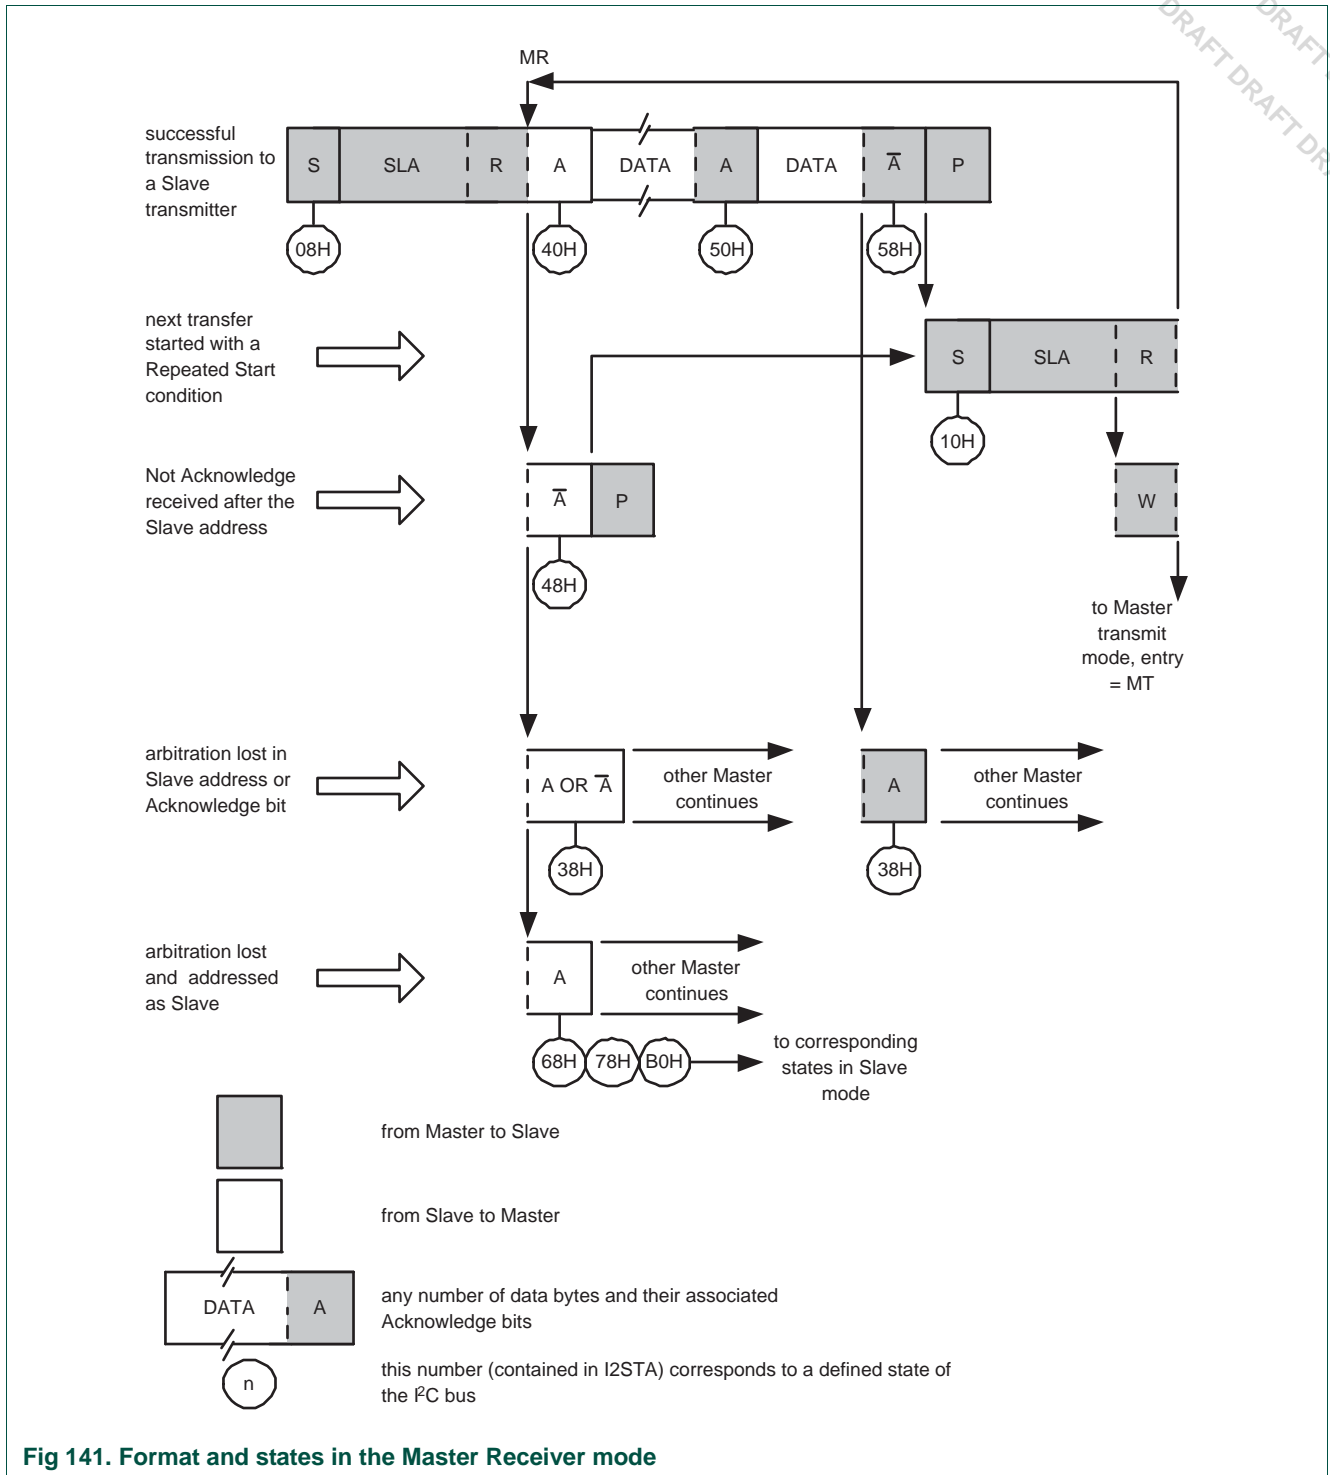 DRAFT DRAFT DR
DRAFT
MR
successful
transmission to
a Slave
transmitter
S SLA R A DATA A DATA A̅ P
08H 40H 50H 58H
next transfer
started with a
Repeated Start
condition
S SLA R
10H
Not Acknowledge
received after the
Slave address
A̅ P
W
48H
to Master
transmit
mode, entry
= MT
arbitration lost in
Slave address or
Acknowledge bit
A OR A̅
other Master
continues
A
other Master
continues
38H 38H
arbitration lost
and addressed
as Slave
A
other Master
continues
68H 78H B0H
to corresponding
states in Slave
mode
from Master to Slave
from Slave to Master
DATA A
any number of data bytes and their associated
Acknowledge bits
n
this number (contained in I2STA) corresponds to a defined state of
the I²C bus
Fig 141. Format and states in the Master Receiver mode